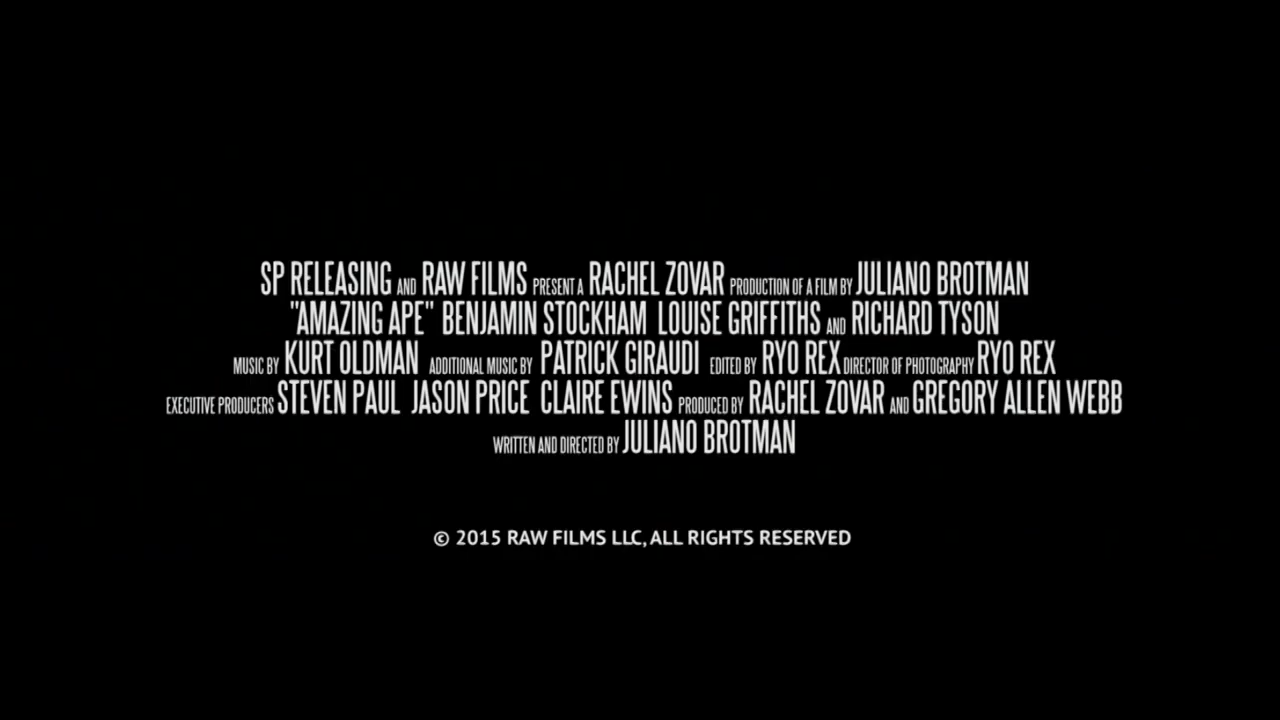 SP RELEASING AND RAW FILMS PRESENT A RACHEL ZOVAR PRODUCTION OF A FILM BY JULIANO BROTMAN
"AMAZING APE" BENJAMIN STOCKHAM LOUISE GRIFFITHS AND RICHARD TYSON
MUSIC BY KURT OLDMAN ADDITIONAL MUSIC BY PATRICK GIRAUDI EDITED BY RYO REX DIRECTOR OF PHOTOGRAPHY RYO REX
EXECUTIVE PRODUCERS STEVEN PAUL JASON PRICE CLAIRE EWINS PRODUCED BY RACHEL ZOVAR AND GREGORY ALLEN WEBB
WRITTEN AND DIRECTED BY JULIANO BROTMAN
© 2015 RAW FILMS LLC, ALL RIGHTS RESERVED